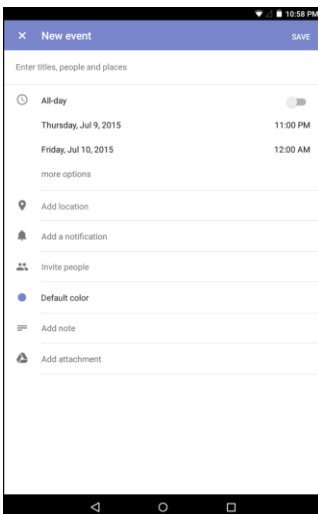 10:58 PM
New event SAVE
Enter titles, people and places
All-day
Thursday, Jul 9, 2015 11:00 PM
Friday, Jul 10, 2015 12:00 AM
more options
Add location
Add a notification
Invite people
Default color
Add note
Add attachment